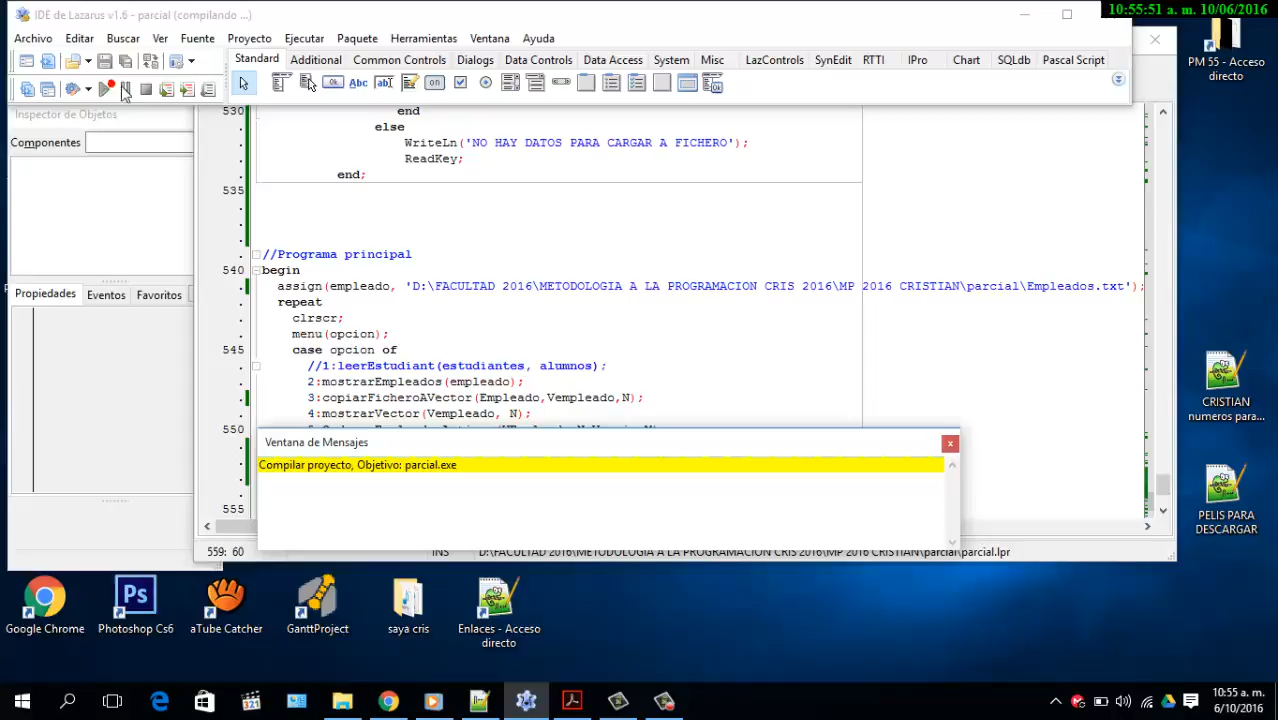 IDE de Lazarus v1.6 - parcial (compilando ...)
10:55:51 a. m. 10/06/2016
Archivo Editar Buscar Ver Fuente Proyecto Ejecutar Paquete Herramientas Ventana Ayuda
Standard Additional Common Controls Dialogs Data Controls Data Access System Misc LazControls SynEdit RTTI IPro Chart SQLdb Pascal Script
Ok Abc ab on
Inspector de Objetos
Componentes
Propiedades Eventos Favoritos
530 end
else
WriteLn('NO HAY DATOS PARA CARGAR A FICHERO');
ReadKey;
end;
535
//Programa principal
540 begin
assign(empleado, 'D:\FACULTAD 2016\METODOLOGIA A LA PROGRAMACION CRIS 2016\MP 2016 CRISTIAN\parcial\Empleados.txt');
repeat
clrscr;
menu(opcion);
545 case opcion of
//1:leerEstudiant(estudiantes, alumnos);
2:mostrarEmpleados(empleado);
3:copiarFicheroAVector(Empleado,Vempleado,N);
4:mostrarVector(Vempleado, N);
550
Ventana de Mensajes
x
Compilar proyecto, Objetivo: parcial.exe
555
559: 60 INS D:\FACULTAD 2016\METODOLOGIA A LA PROGRAMACION CRIS 2016\MP 2016 CRISTIAN\parcial\parcial.lpr
PM 55 - Acceso directo
CRISTIAN numeros para...
PELIS PARA DESCARGAR
Google Chrome
Ps
Photoshop Cs6
aTube Catcher
GanttProject
saya cris
Enlaces - Acceso directo
321
10:55 a. m.
6/10/2016